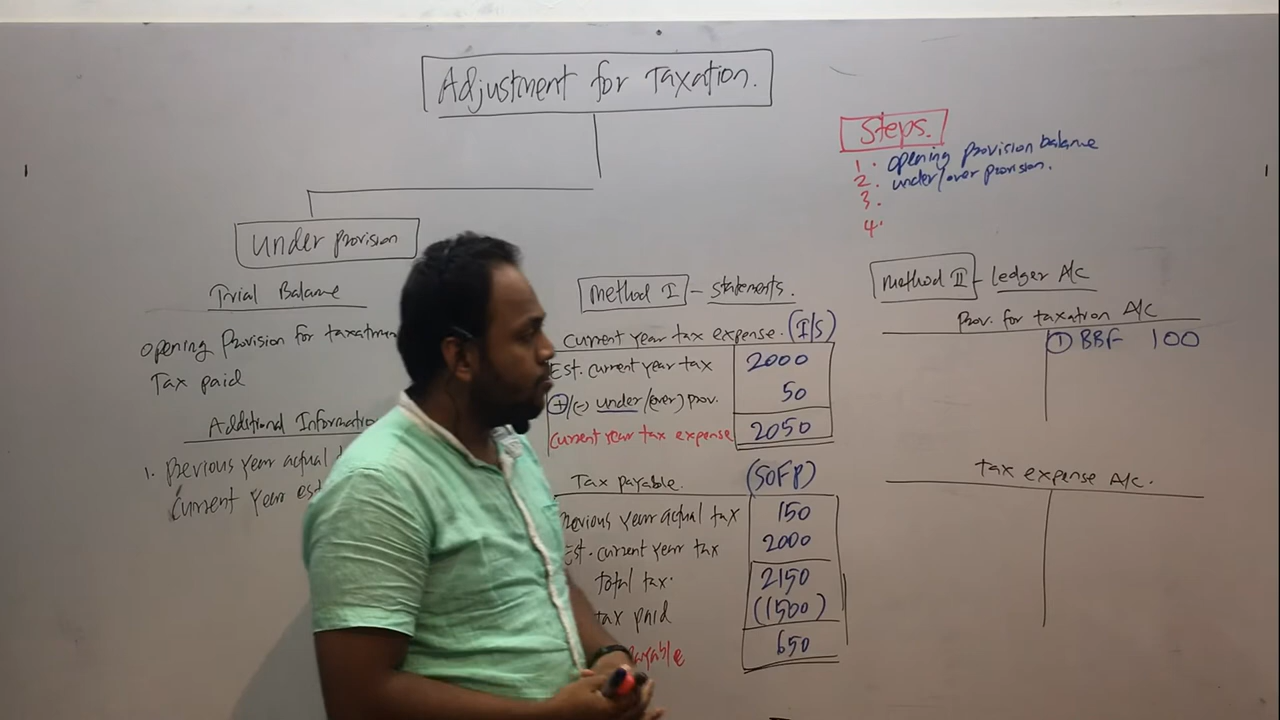 Adjustment for Taxation.
Steps.
1. opening provision balance
2. under/over provision.
3.
4.
Under provision
Trial Balance
opening provision for
Tax paid
Additional Information
1. Previous year actual
Current year
Method I - Statements.
Current year tax expense. (I/S)
Est. current year tax 2000
+/(-) under/(over) prov. 50
Current year tax expense 2050
Tax payable. (SOFP)
Previous year actual tax 150
Est. current year tax 2000
Total tax. 2150
tax paid (1500)
payable 650
Method II - ledger A/c
Prov. for taxation A/c
① BBF 100
tax expense A/c.